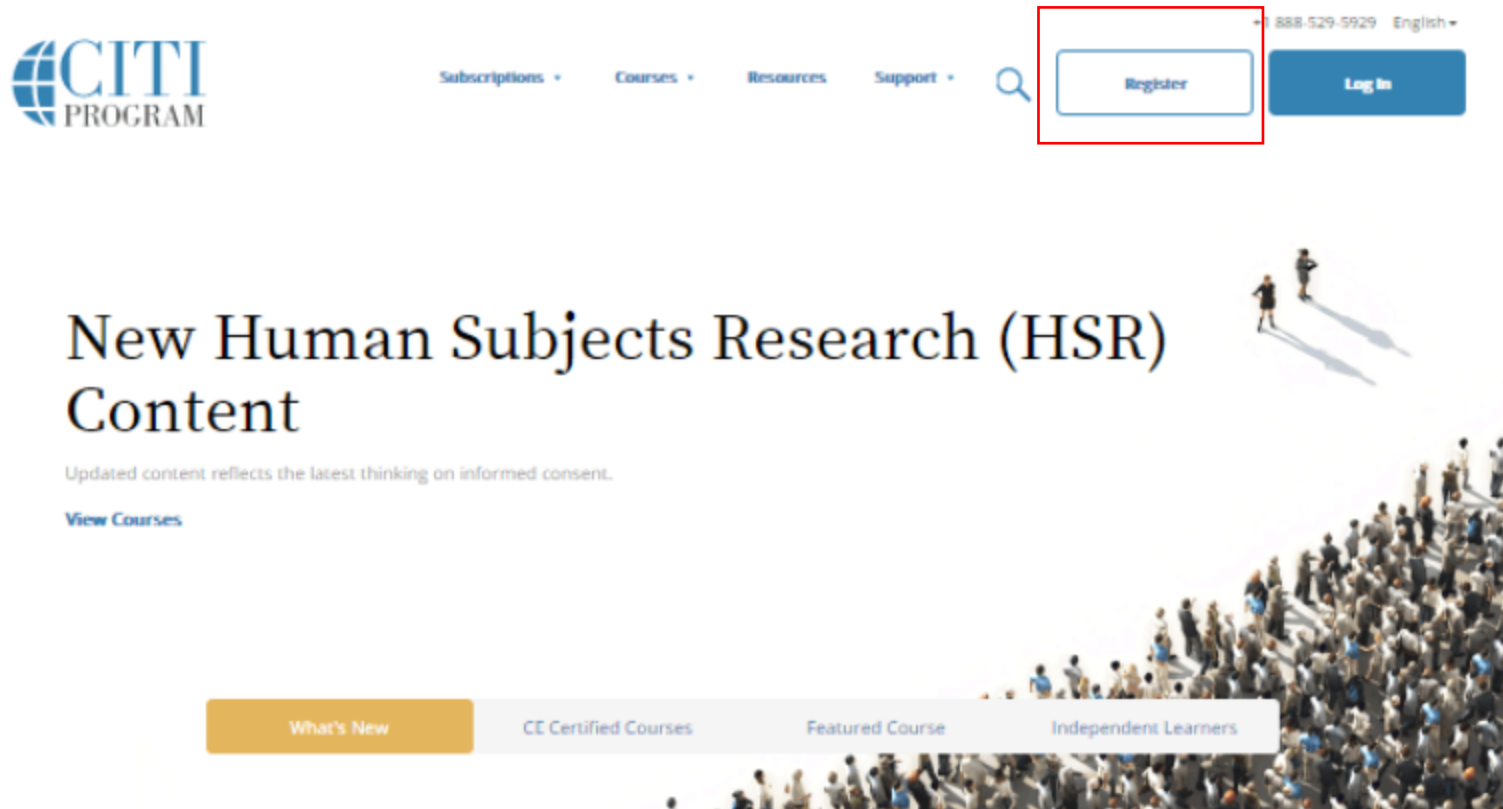 +1 888-529-5929 English
CITI
PROGRAM
Subscriptions Courses Resources Support Register Log In
New Human Subjects Research (HSR)
Content
Updated content reflects the latest thinking on informed consent.
View Courses
What's New CE Certified Courses Featured Course Independent Learners